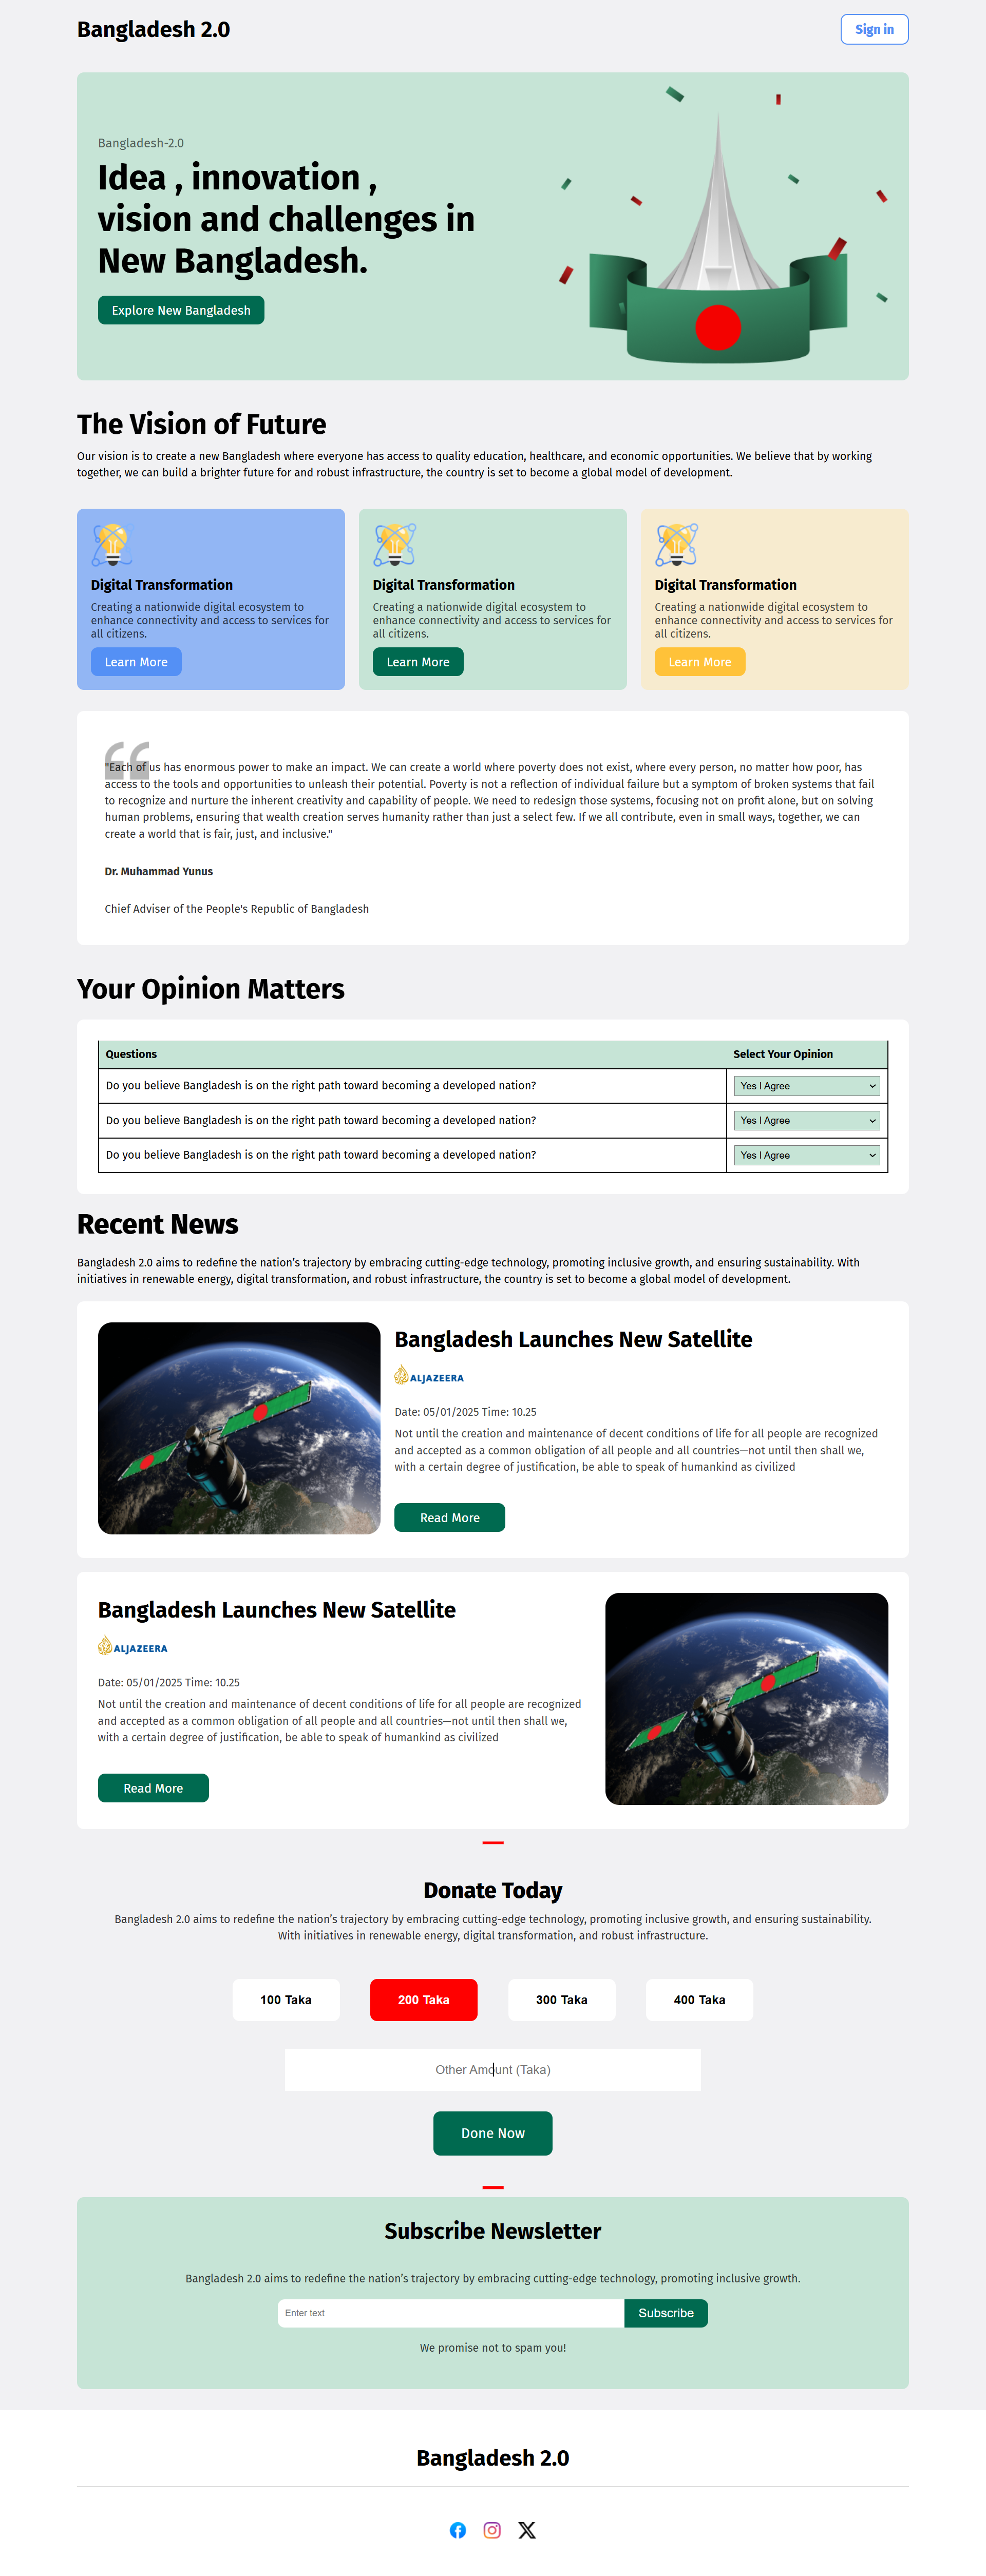 Bangladesh 2.0
Sign in
Bangladesh-2.0
Idea , innovation ,
vision and challenges in
New Bangladesh.
Explore New Bangladesh
The Vision of Future
Our vision is to create a new Bangladesh where everyone has access to quality education, healthcare, and economic opportunities. We believe that by working
together, we can build a brighter future for and robust infrastructure, the country is set to become a global model of development.
Digital Transformation
Creating a nationwide digital ecosystem to
enhance connectivity and access to services for
all citizens.
Learn More
Digital Transformation
Creating a nationwide digital ecosystem to
enhance connectivity and access to services for
all citizens.
Learn More
Digital Transformation
Creating a nationwide digital ecosystem to
enhance connectivity and access to services for
all citizens.
Learn More
"Each of us has enormous power to make an impact. We can create a world where poverty does not exist, where every person, no matter how poor, has
access to the tools and opportunities to unleash their potential. Poverty is not a reflection of individual failure but a symptom of broken systems that fail
to recognize and nurture the inherent creativity and capability of people. We need to redesign those systems, focusing not on profit alone, but on solving
human problems, ensuring that wealth creation serves humanity rather than just a select few. If we all contribute, even in small ways, together, we can
create a world that is fair, just, and inclusive."
Dr. Muhammad Yunus
Chief Adviser of the People's Republic of Bangladesh
Your Opinion Matters
Questions Select Your Opinion
Do you believe Bangladesh is on the right path toward becoming a developed nation? Yes I Agree
Do you believe Bangladesh is on the right path toward becoming a developed nation? Yes I Agree
Do you believe Bangladesh is on the right path toward becoming a developed nation? Yes I Agree
Recent News
Bangladesh 2.0 aims to redefine the nation’s trajectory by embracing cutting-edge technology, promoting inclusive growth, and ensuring sustainability. With
initiatives in renewable energy, digital transformation, and robust infrastructure, the country is set to become a global model of development.
Bangladesh Launches New Satellite
ALJAZEERA
Date: 05/01/2025 Time: 10.25
Not until the creation and maintenance of decent conditions of life for all people are recognized
and accepted as a common obligation of all people and all countries—not until then shall we,
with a certain degree of justification, be able to speak of humankind as civilized
Read More
Bangladesh Launches New Satellite
ALJAZEERA
Date: 05/01/2025 Time: 10.25
Not until the creation and maintenance of decent conditions of life for all people are recognized
and accepted as a common obligation of all people and all countries—not until then shall we,
with a certain degree of justification, be able to speak of humankind as civilized
Read More
Donate Today
Bangladesh 2.0 aims to redefine the nation’s trajectory by embracing cutting-edge technology, promoting inclusive growth, and ensuring sustainability.
With initiatives in renewable energy, digital transformation, and robust infrastructure.
100 Taka
200 Taka
300 Taka
400 Taka
Other Amount (Taka)
Done Now
Subscribe Newsletter
Bangladesh 2.0 aims to redefine the nation’s trajectory by embracing cutting-edge technology, promoting inclusive growth.
Enter text
Subscribe
We promise not to spam you!
Bangladesh 2.0